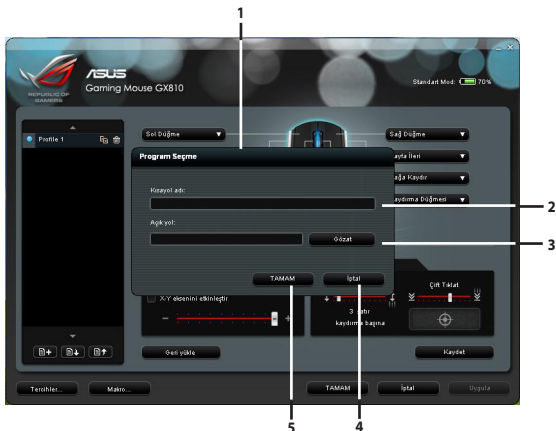 1
REPUBLIC OF
GAMERS
ASUS
Gaming Mouse GX810
Standart Mod:
70%
Profile 1
Sol Düğme
Sağ Düğme
Program Seçme
ayfa İleri
ağa Kaydır
aydırma Düğmesi
Kısayol adı:
2
Açık yol:
Gözat
3
TAMAM
İptal
X-Y eksenini etkinleştir
Çift Tıklat
3 satır
kaydırma başına
Geri yükle
Kaydet
Tercihler...
Makro...
TAMAM
İptal
Uygula
5
4